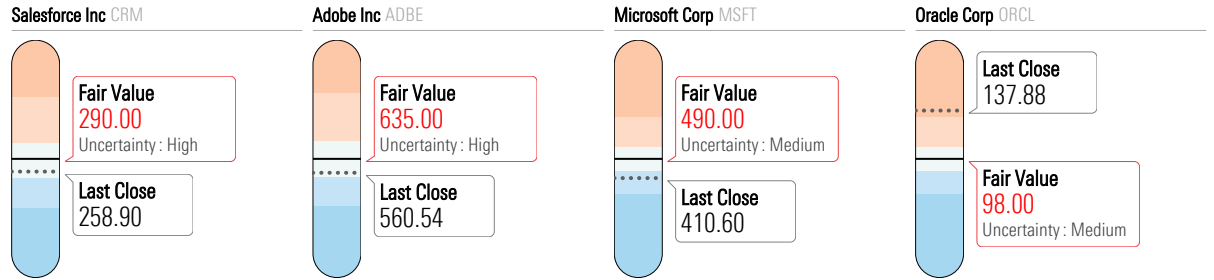 Salesforce Inc CRM
Fair Value
290.00
Uncertainty : High
Last Close
258.90
Adobe Inc ADBE
Fair Value
635.00
Uncertainty : High
Last Close
560.54
Microsoft Corp MSFT
Fair Value
490.00
Uncertainty : Medium
Last Close
410.60
Oracle Corp ORCL
Last Close
137.88
Fair Value
98.00
Uncertainty : Medium